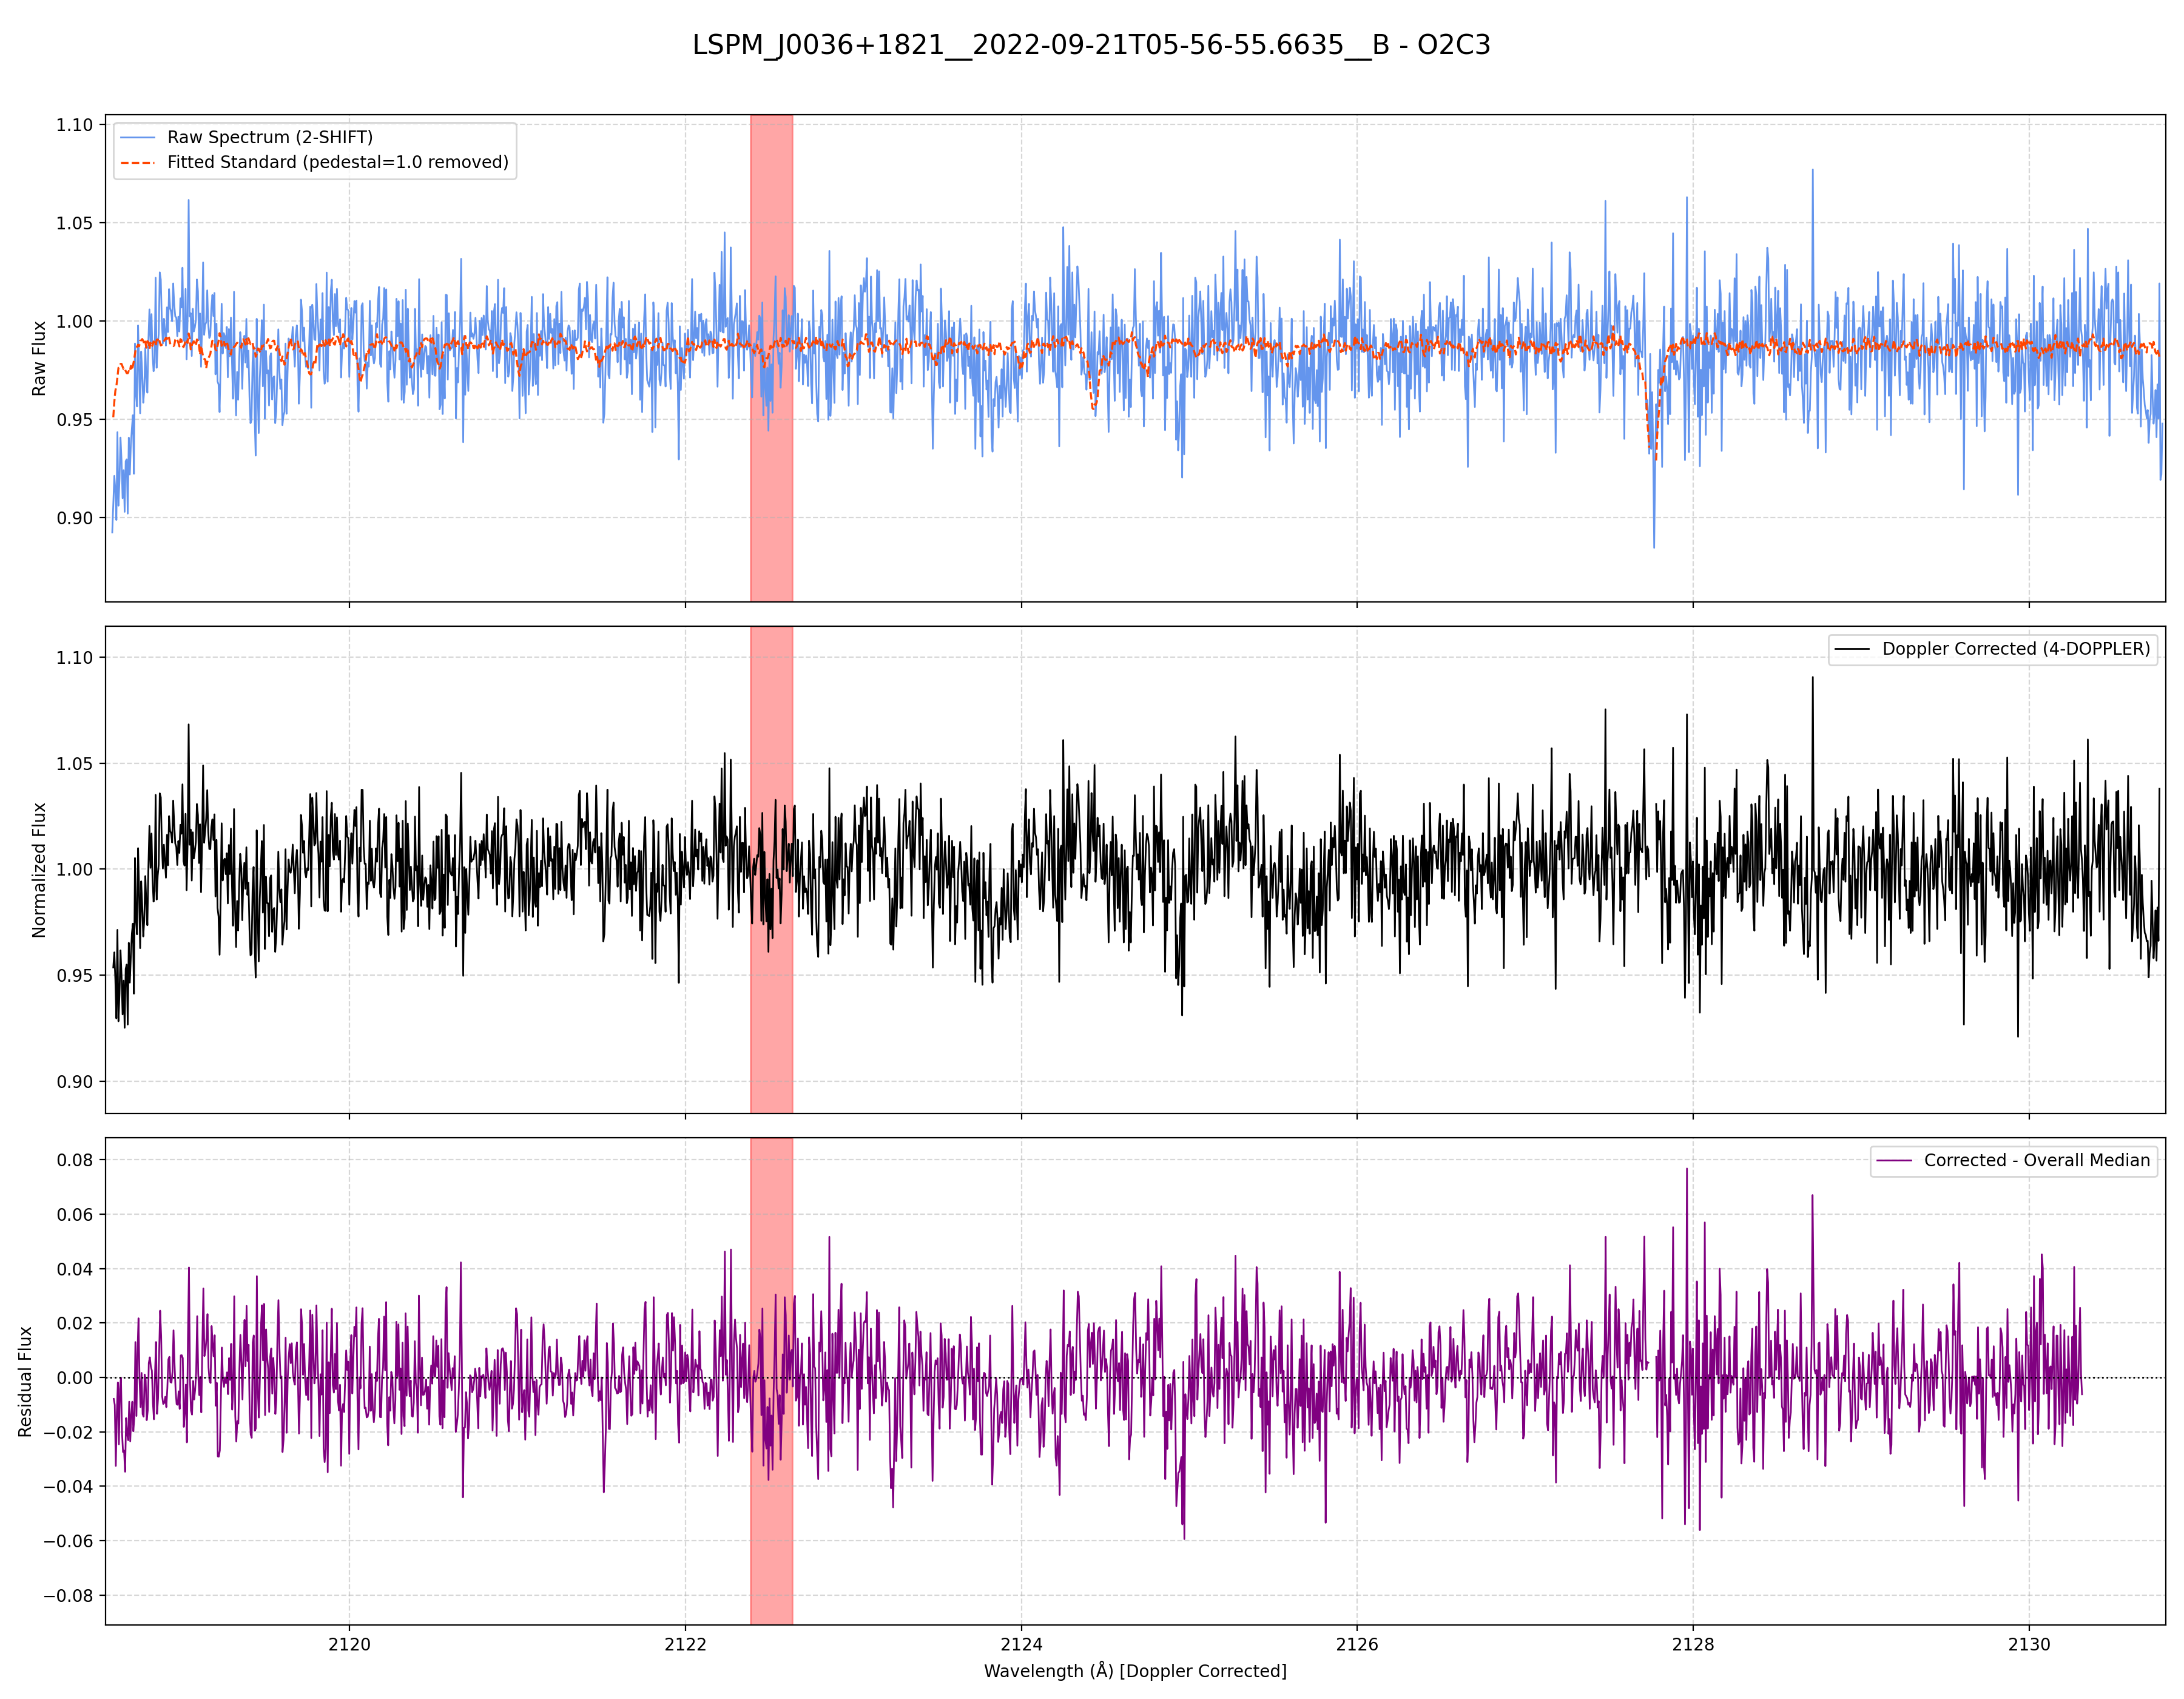 LSPM_J0036+1821__2022-09-21T05-56-55.6635__B - O2C3
1.10
1.05
1.00
0.95
0.90
Raw Flux
Raw Spectrum (2-SHIFT)
Fitted Standard (pedestal=1.0 removed)
1.10
1.05
1.00
0.95
0.90
Normalized Flux
Doppler Corrected (4-DOPPLER)
0.08
0.06
0.04
0.02
0.00
−0.02
−0.04
−0.06
−0.08
Residual Flux
Corrected - Overall Median
2120
2122
2124
2126
2128
2130
Wavelength (Å) [Doppler Corrected]